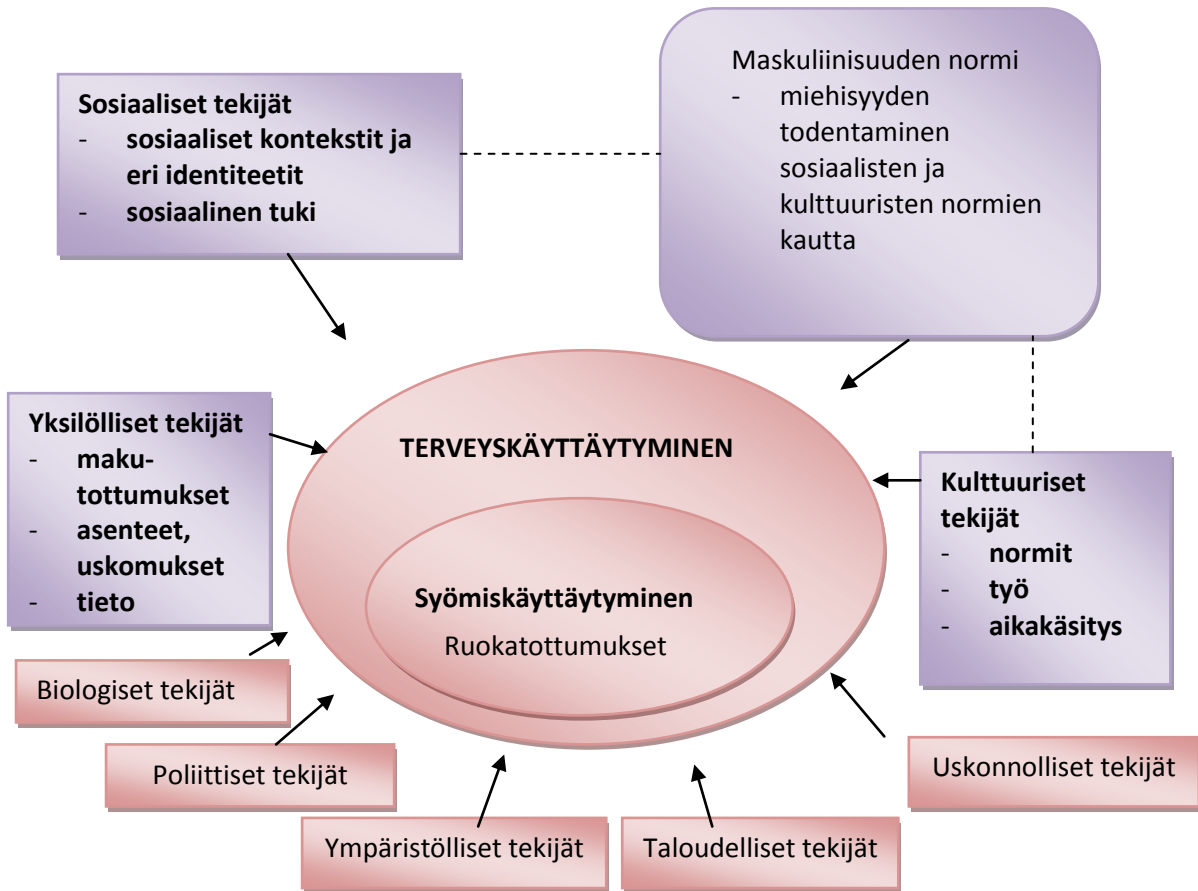 Sosiaaliset tekijät
- sosiaaliset kontekstit ja
eri identiteetit
- sosiaalinen tuki
Maskuliinisuuden normi
- miehisyyden
todentaminen
sosiaalisten ja
kulttuuristen normien
kautta
Yksilölliset tekijät
- maku-
tottumukset
- asenteet,
uskomukset
- tieto
TERVEYSKÄYTTÄYTYMINEN
Syömiskäyttäytyminen
Ruokatottumukset
Kulttuuriset
tekijät
- normit
- työ
- aikakäsitys
Biologiset tekijät
Poliittiset tekijät
Ympäristölliset tekijät
Taloudelliset tekijät
Uskonnolliset tekijät